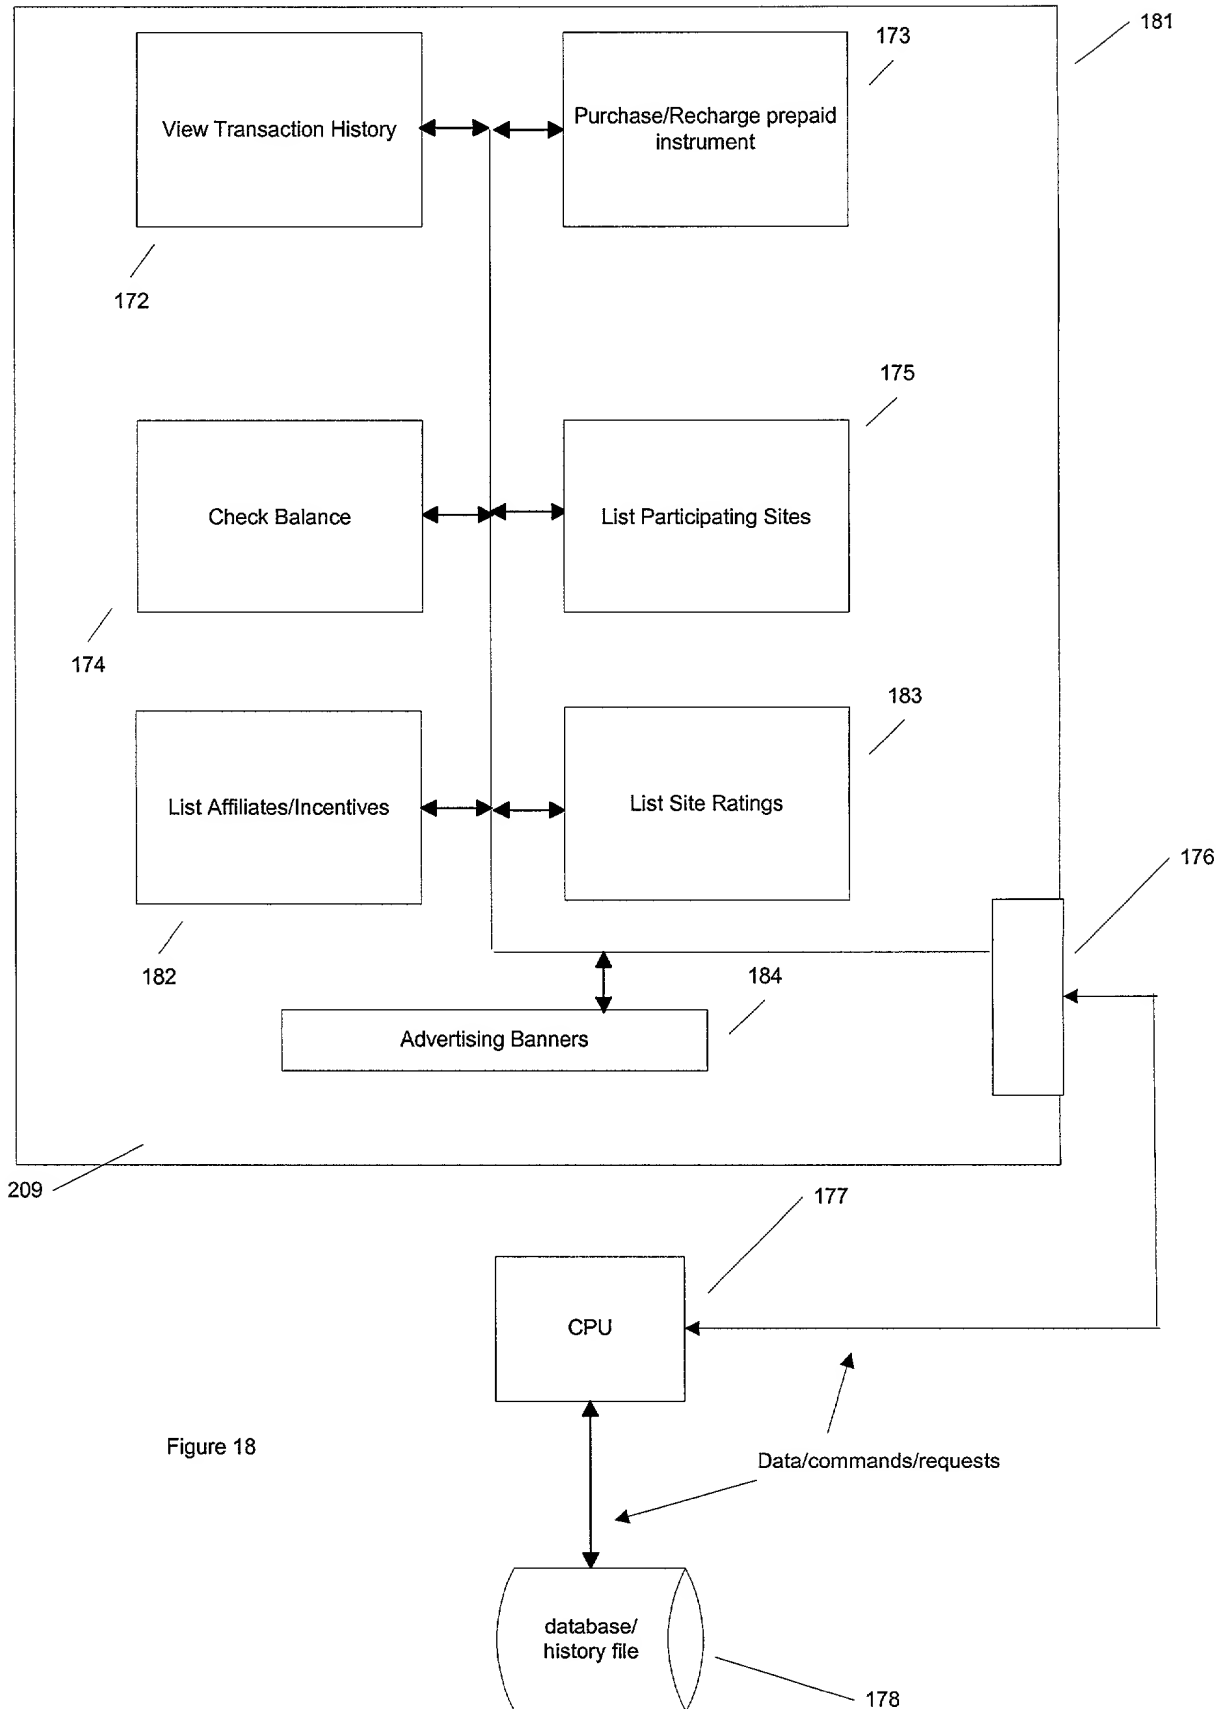 181
173
View Transaction History
Purchase/Recharge prepaid
instrument
172
175
Check Balance
List Participating Sites
174
183
List Affiliates/Incentives
List Site Ratings
176
182
184
Advertising Banners
209
177
CPU
Figure 18
Data/commands/requests
database/
history file
178